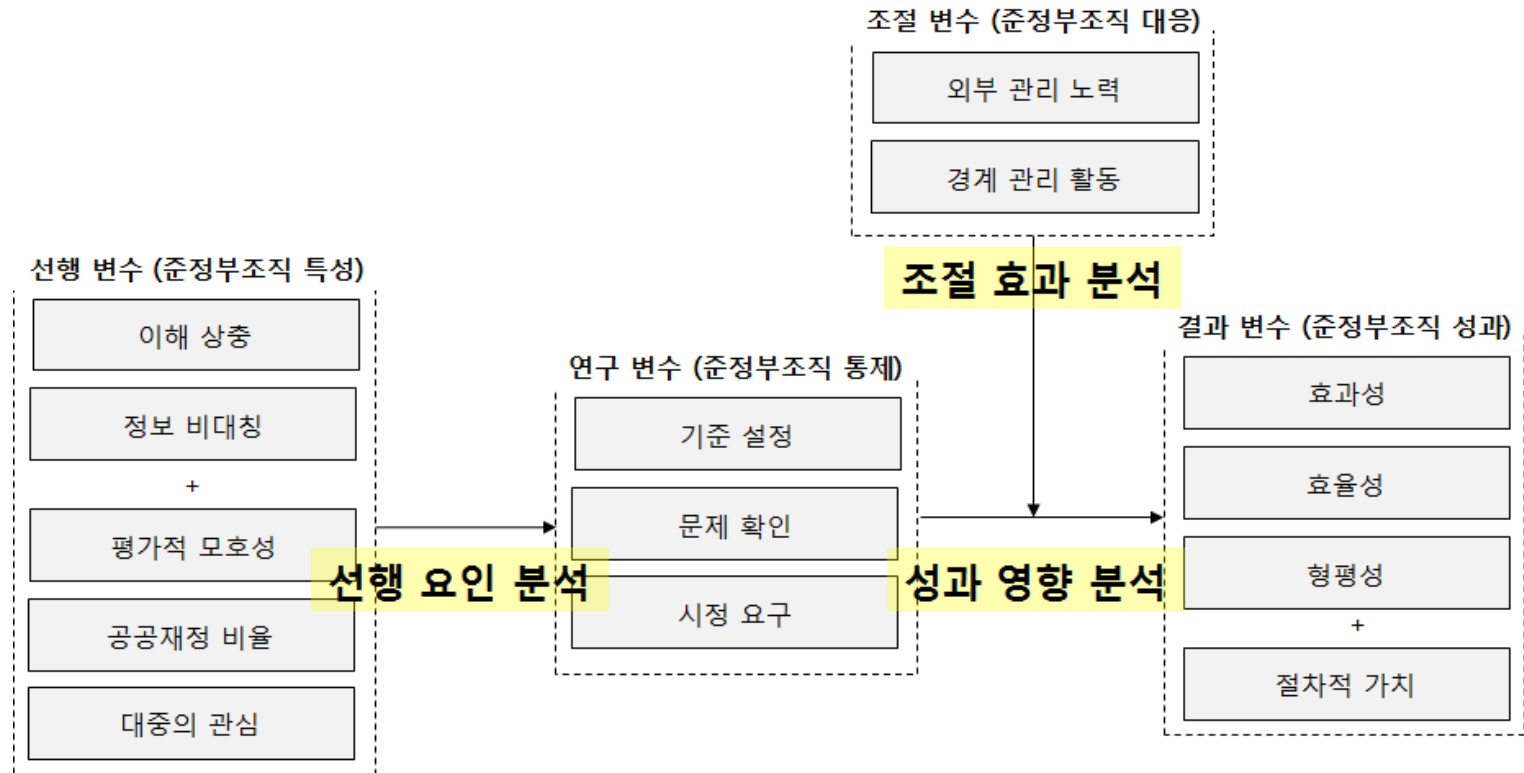 조절 변수 (준정부조직 대응)
외부 관리 노력
경계 관리 활동
조절 효과 분석
선행 변수 (준정부조직 특성)
이해 상충
정보 비대칭
+
평가적 모호성
공공재정 비율
대중의 관심
선행 요인 분석
연구 변수 (준정부조직 통제)
기준 설정
문제 확인
시정 요구
성과 영향 분석
결과 변수 (준정부조직 성과)
효과성
효율성
형평성
+
절차적 가치